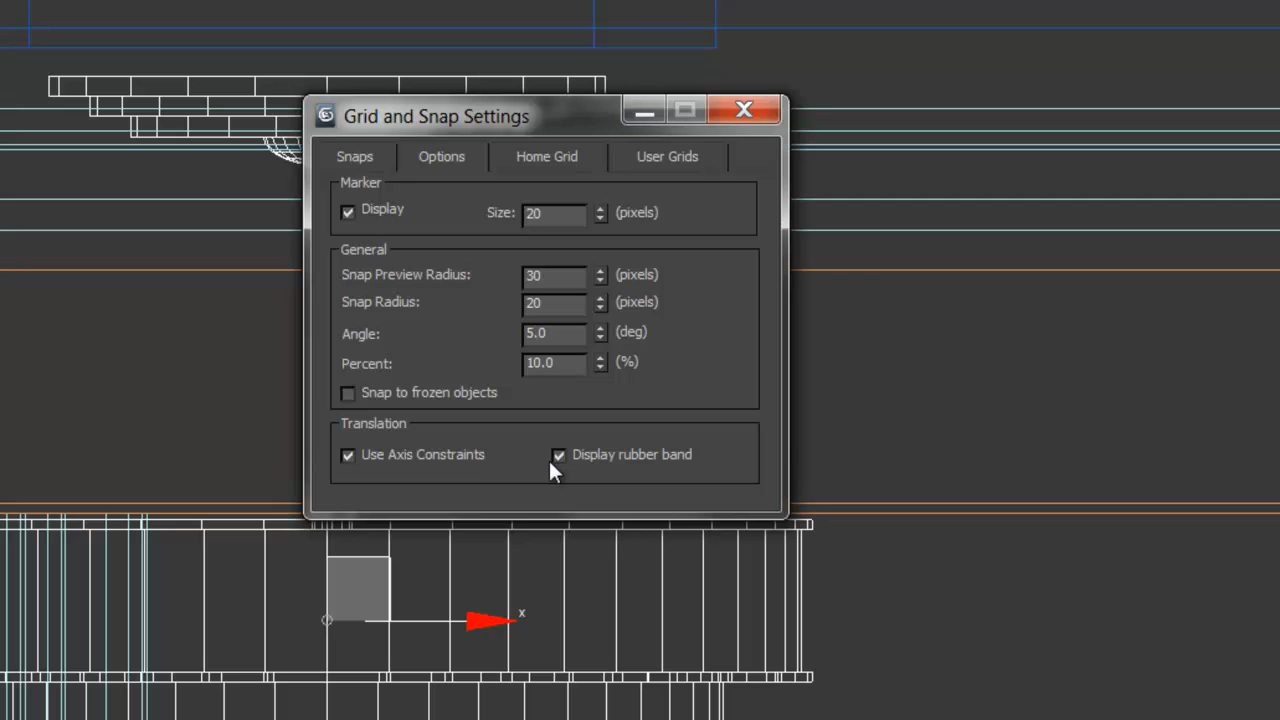 Grid and Snap Settings
Snaps Options Home Grid User Grids
Marker
Display Size: 20 (pixels)
General
Snap Preview Radius: 30 (pixels)
Snap Radius: 20 (pixels)
Angle: 5.0 (deg)
Percent: 10.0 (%)
Snap to frozen objects
Translation
Use Axis Constraints Display rubber band
x